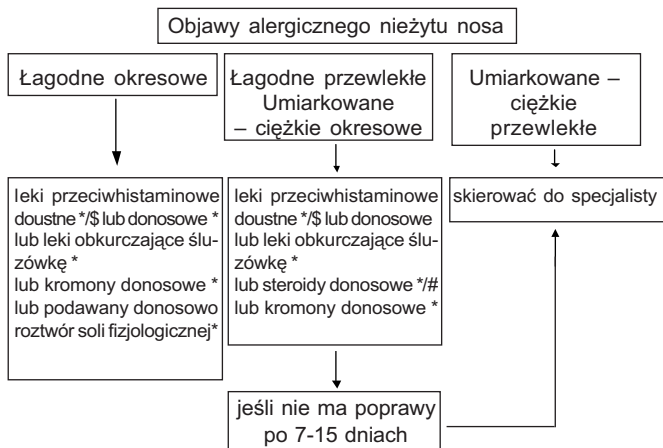 Objawy alergicznego nieżytu nosa
Łagodne okresowe
Łagodne przewlekłe
Umiarkowane
– ciężkie okresowe
Umiarkowane –
ciężkie
przewlekłe
leki przeciwhistaminowe
doustne */$ lub donosowe *
lub leki obkurczające ślu-
zówkę *
lub kromony donosowe *
lub podawany donosowo
roztwór soli fizjologicznej*
leki przeciwhistaminowe
doustne */$ lub donosowe
lub leki obkurczające ślu-
zówkę *
lub steroidy donosowe */#
lub kromony donosowe *
skierować do specjalisty
jeśli nie ma poprawy
po 7-15 dniach